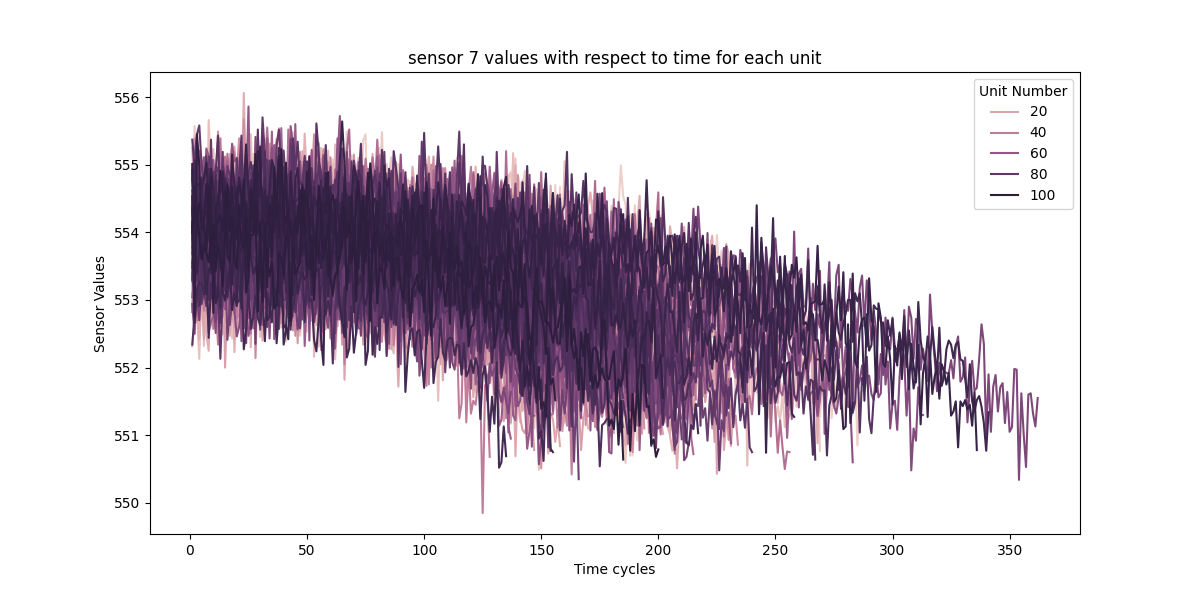 sensor 7 values with respect to time for each unit
Unit Number
20
40
60
80
100
Sensor Values
556
555
554
553
552
551
550
0 50 100 150 200 250 300 350
Time cycles